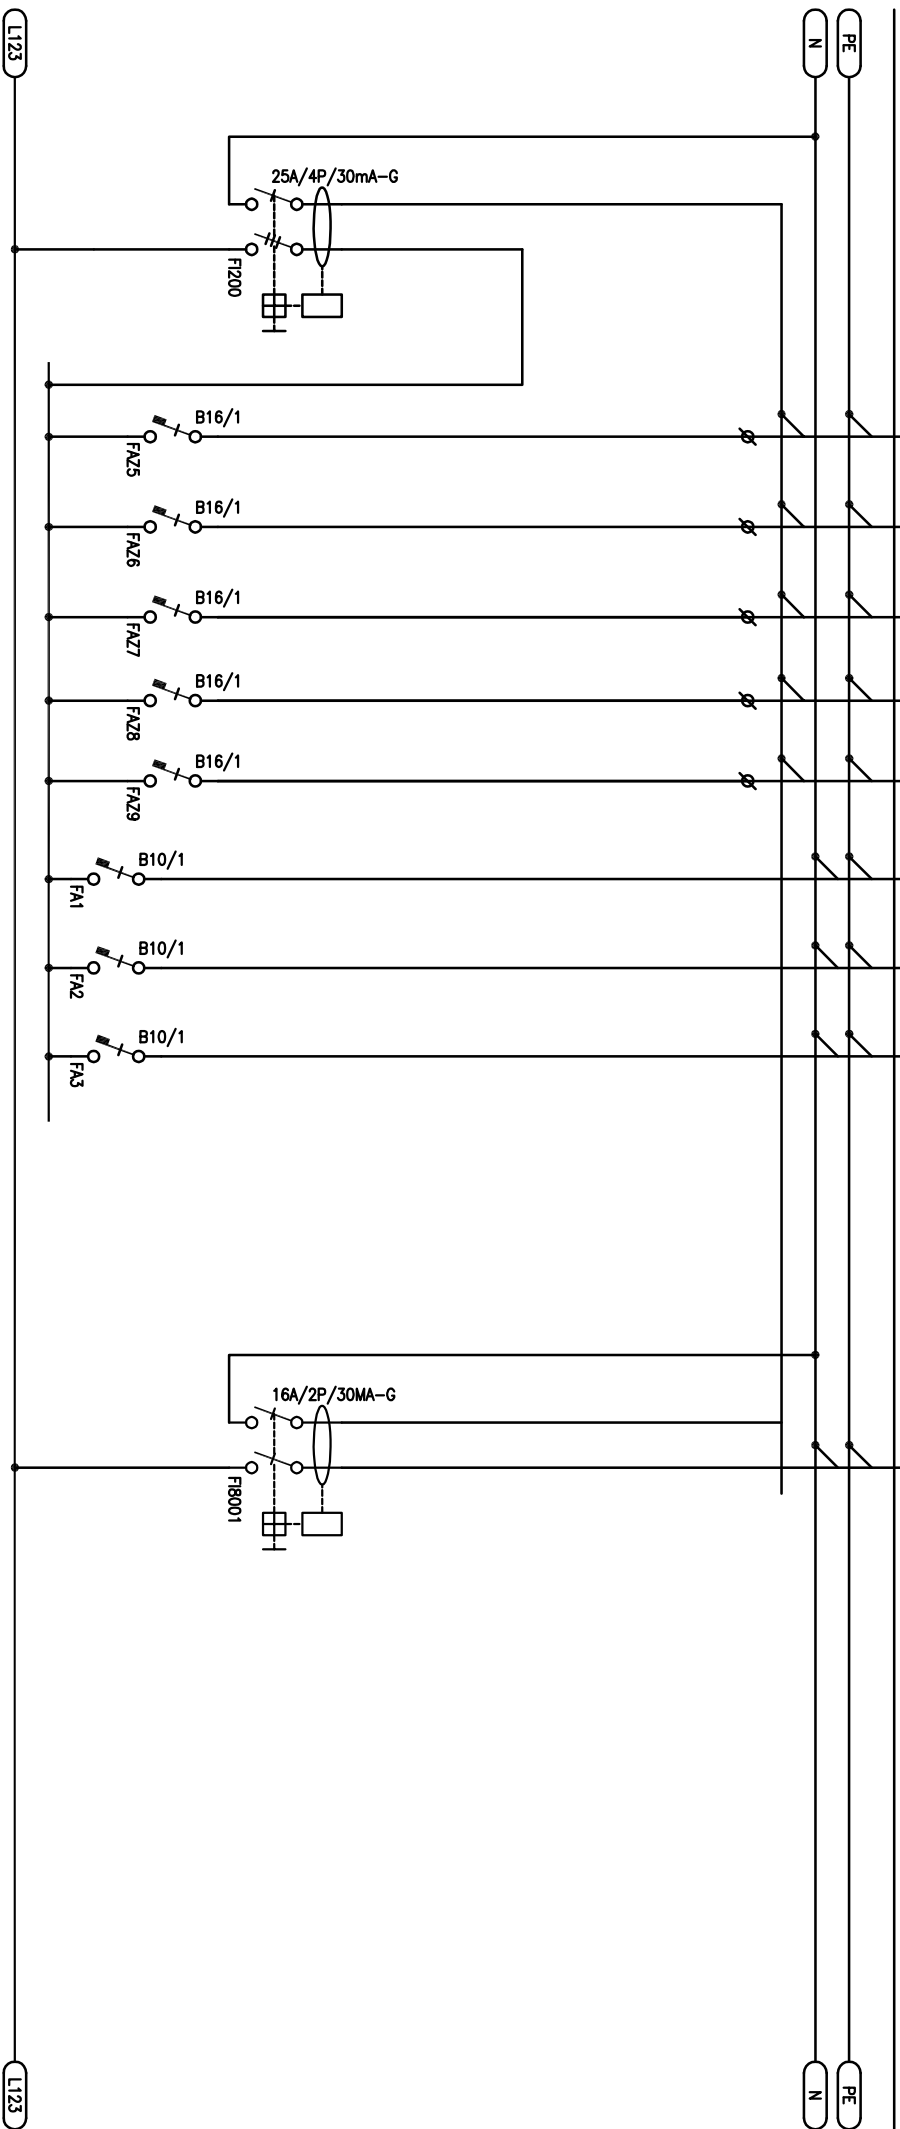 L123
N
PE
25A/4P/30mA-G
FI200
B16/1
FAZ5
B16/1
FAZ6
B16/1
FAZ7
B16/1
FAZ8
B16/1
FAZ9
B10/1
FA1
B10/1
FA2
B10/1
FA3
16A/2P/30MA-G
FI8001
L123
N
PE